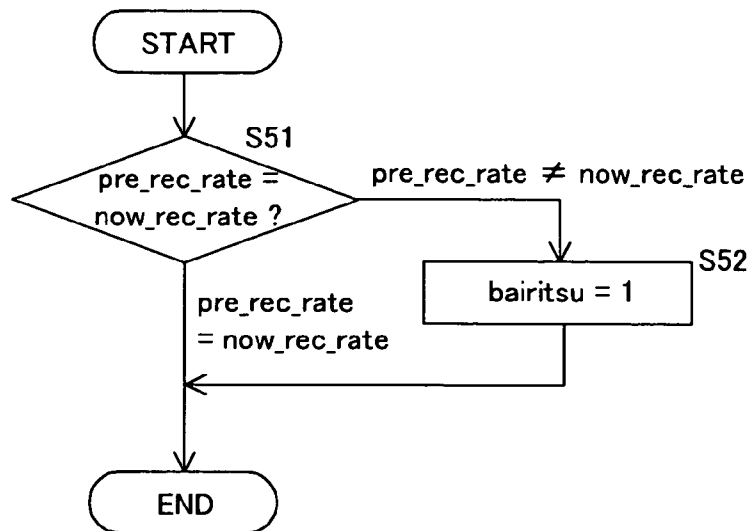 START
S51
pre_rec_rate =
now_rec_rate ?
pre_rec_rate ≠ now_rec_rate
S52
bairitsu = 1
pre_rec_rate
= now_rec_rate
END